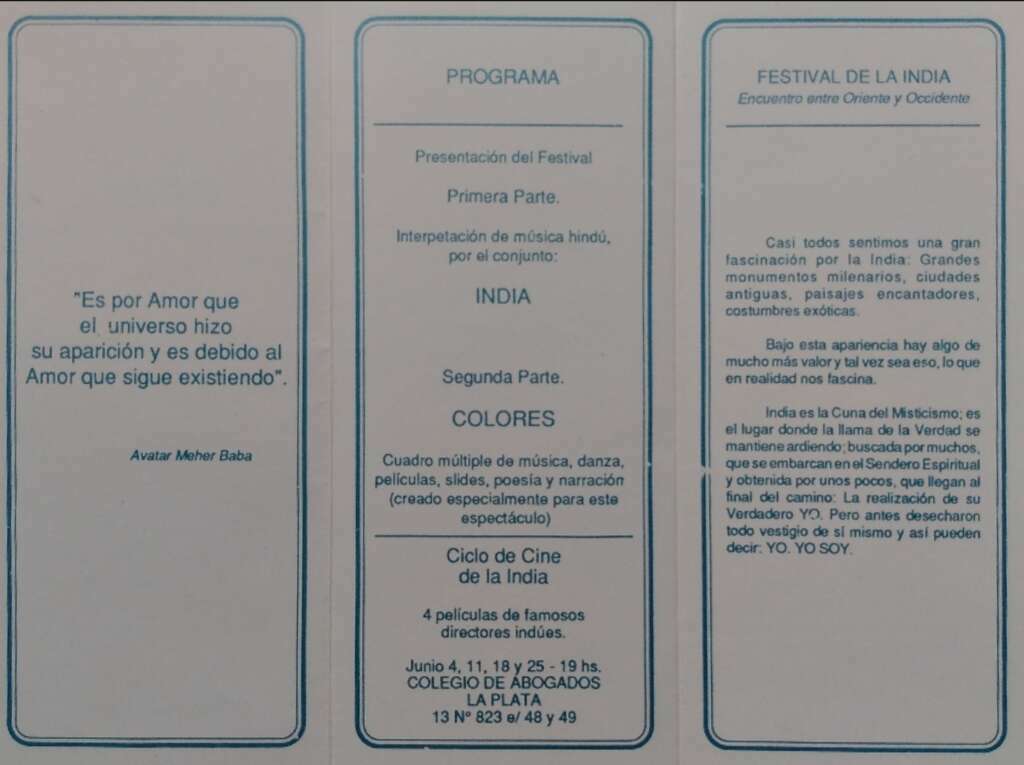 "Es por Amor que
el universo hizo
su aparición y es debido al
Amor que sigue existiendo".
Avatar Meher Baba
PROGRAMA
Presentación del Festival
Primera Parte.
Interpetación de música hindú,
por el conjunto:
INDIA
Segunda Parte.
COLORES
Cuadro múltiple de música, danza,
películas, slides, poesía y narración
(creado especialmente para este
espectáculo)
Ciclo de Cine
de la India
4 películas de famosos
directores indúes.
Junio 4, 11, 18 y 25 - 19 hs.
COLEGIO DE ABOGADOS
LA PLATA
13 Nº 823 e/ 48 y 49
FESTIVAL DE LA INDIA
Encuentro entre Oriente y Occidente
Casi todos sentimos una gran
fascinación por la India: Grandes
monumentos milenarios, ciudades
antiguas, paisajes encantadores,
costumbres exóticas.
Bajo esta apariencia hay algo de
mucho más valor y tal vez sea eso, lo que
en realidad nos fascina.
India es la Cuna del Misticismo; es
el lugar donde la llama de la Verdad se
mantiene ardiendo; buscada por muchos,
que se embarcan en el Sendero Espiritual
y obtenida por unos pocos, que llegan al
final del camino: La realización de su
Verdadero YO. Pero antes desecharon
todo vestigio de sí mismo y así pueden
decir: YO. YO SOY.